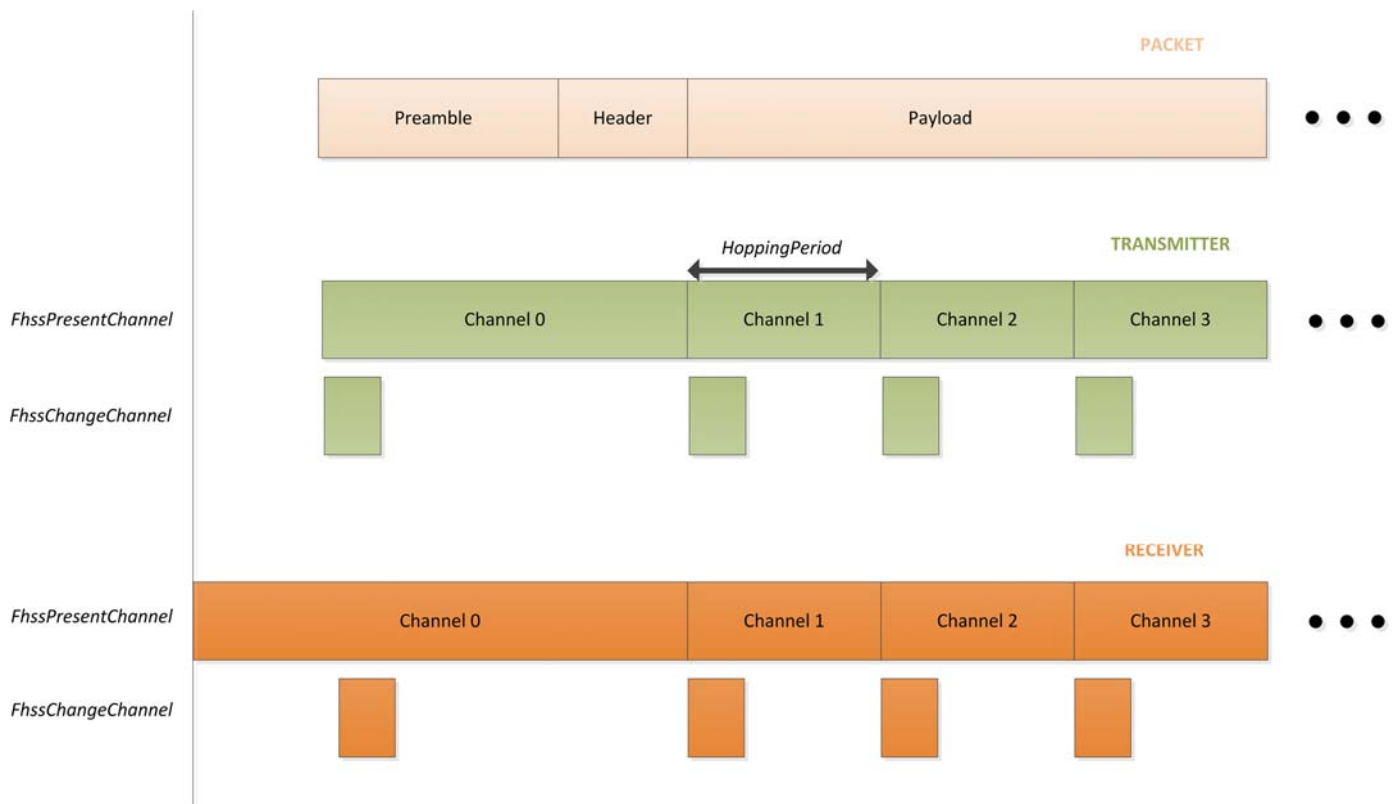 PACKET
Preamble Header Payload
HoppingPeriod
TRANSMITTER
FhssPresentChannel
Channel 0 Channel 1 Channel 2 Channel 3
FhssChangeChannel
RECEIVER
FhssPresentChannel
Channel 0 Channel 1 Channel 2 Channel 3
FhssChangeChannel